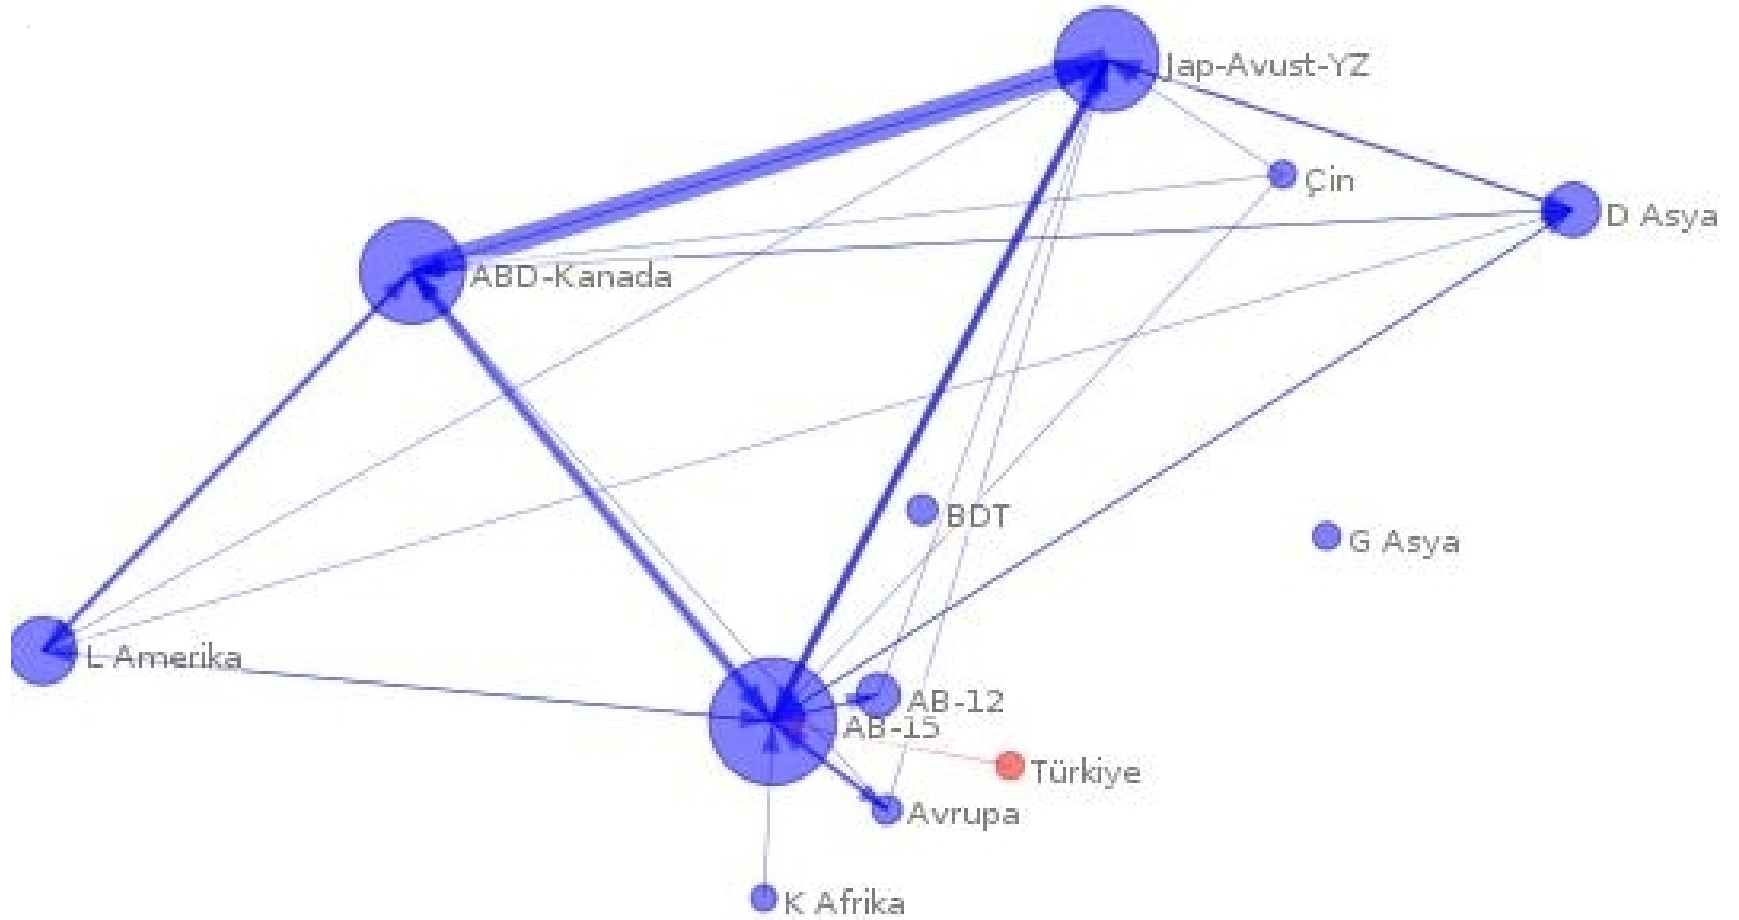 Jap-Avust-YZ
Çin
D Asya
ABD-Kanada
BDT
G Asya
L Amerika
AB-12
AB-15
Türkiye
Avrupa
K Afrika